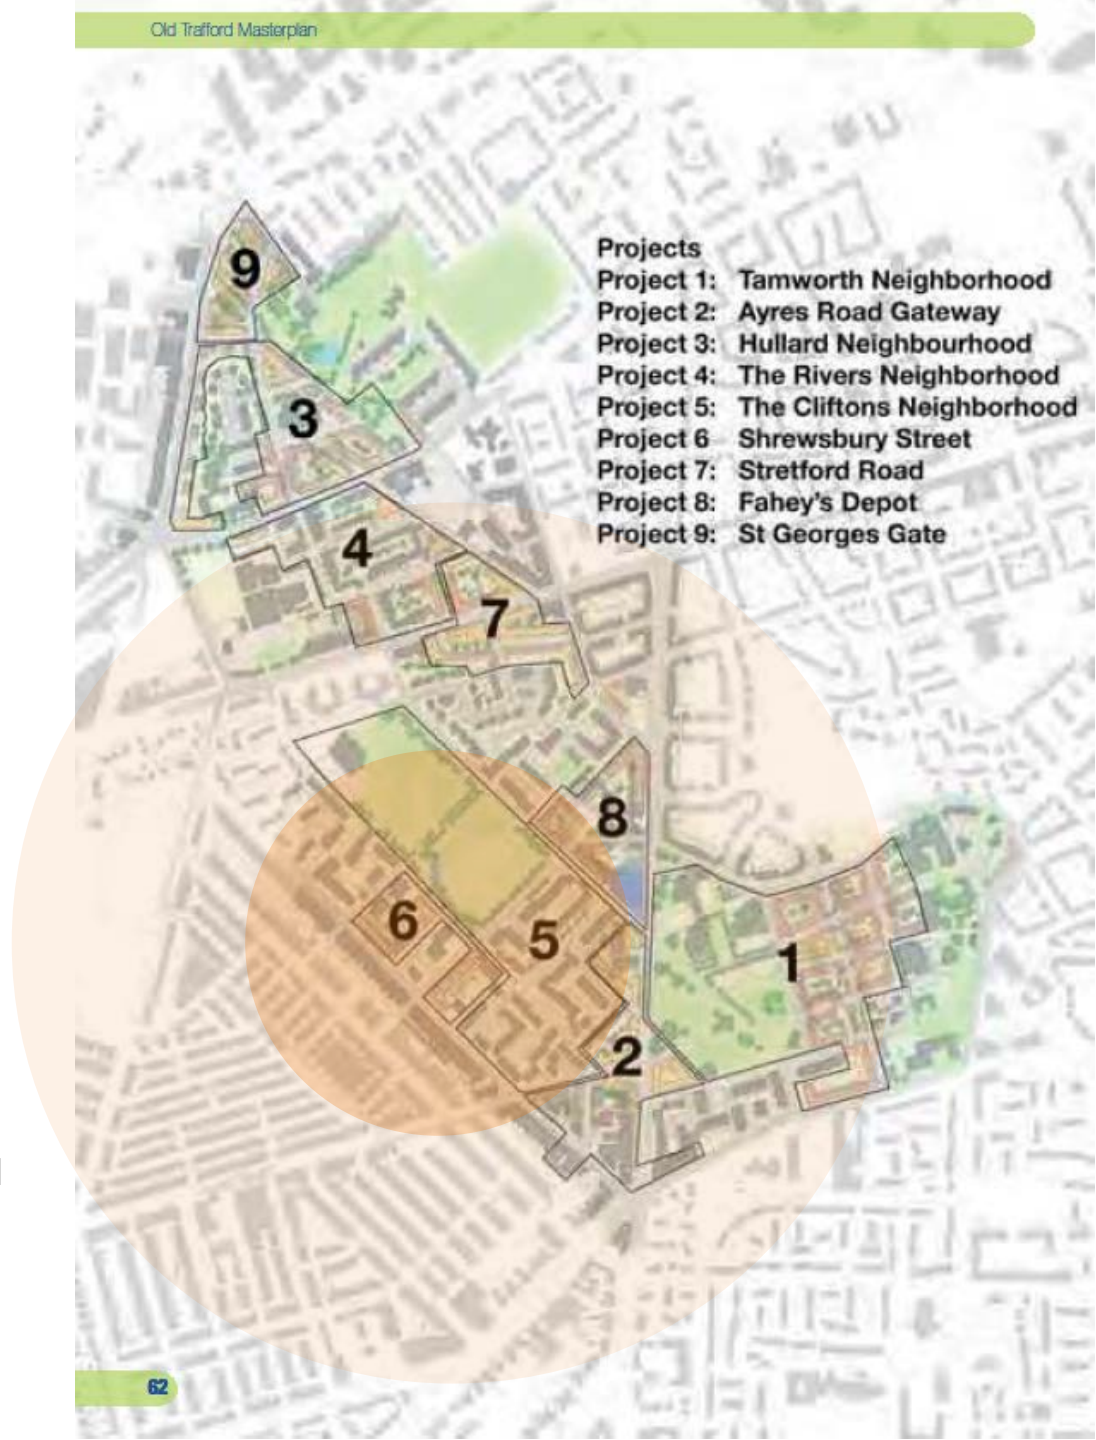 Old Trafford Masterplan
Projects
Project 1: Tamworth Neighborhood
Project 2: Ayres Road Gateway
Project 3: Hullard Neighbourhood
Project 4: The Rivers Neighborhood
Project 5: The Cliftons Neighborhood
Project 6 Shrewsbury Street
Project 7: Stretford Road
Project 8: Fahey's Depot
Project 9: St Georges Gate
9
3
4
7
8
6
5
1
2
62